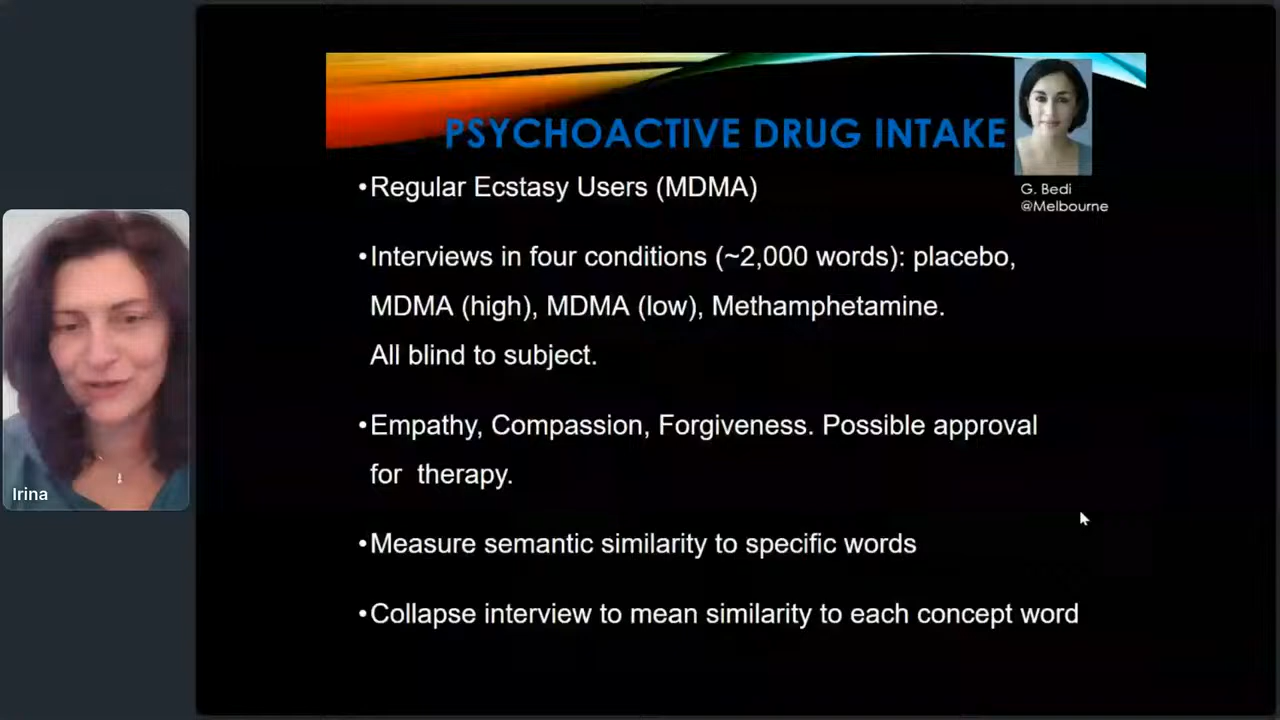 PSYCHOACTIVE DRUG INTAKE
G. Bedi
@Melbourne
•Regular Ecstasy Users (MDMA)
•Interviews in four conditions (~2,000 words): placebo,
MDMA (high), MDMA (low), Methamphetamine.
All blind to subject.
•Empathy, Compassion, Forgiveness. Possible approval
for therapy.
•Measure semantic similarity to specific words
•Collapse interview to mean similarity to each concept word
Irina